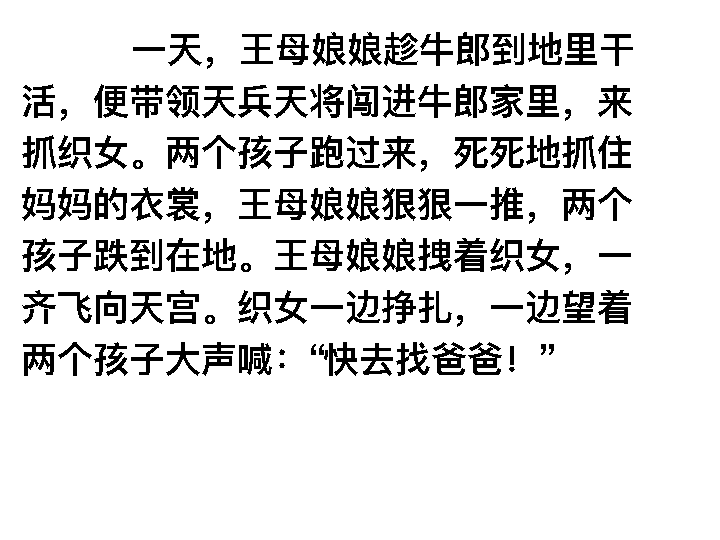 一天，王母娘娘趁牛郎到地里干
活，便带领天兵天将闯进牛郎家里，来
抓织女。两个孩子跑过来，死死地抓住
妈妈的衣裳，王母娘娘狠狠一推，两个
孩子跌到在地。王母娘娘拽着织女，一
齐飞向天宫。织女一边挣扎，一边望着
两个孩子大声喊：“快去找爸爸！”